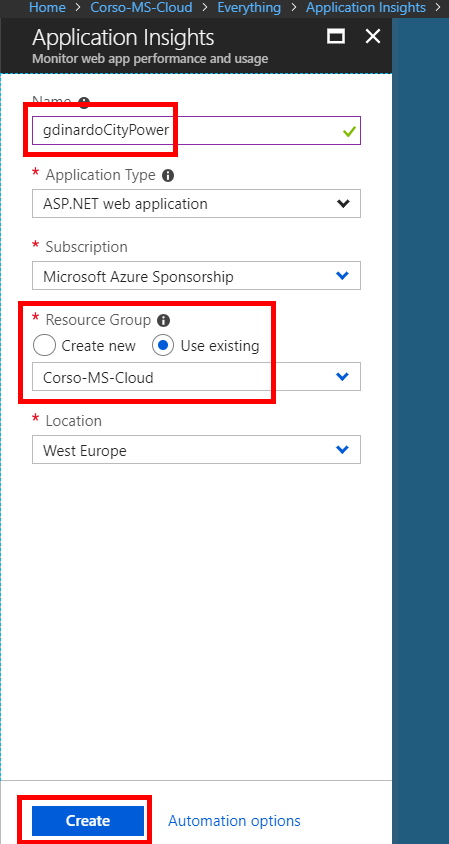 Home > Corso-MS-Cloud > Everything > Application Insights >
Application Insights
Monitor web app performance and usage
Name
gdinardoCityPower
* Application Type
ASP.NET web application
* Subscription
Microsoft Azure Sponsorship
* Resource Group
Create new Use existing
Corso-MS-Cloud
* Location
West Europe
Create Automation options